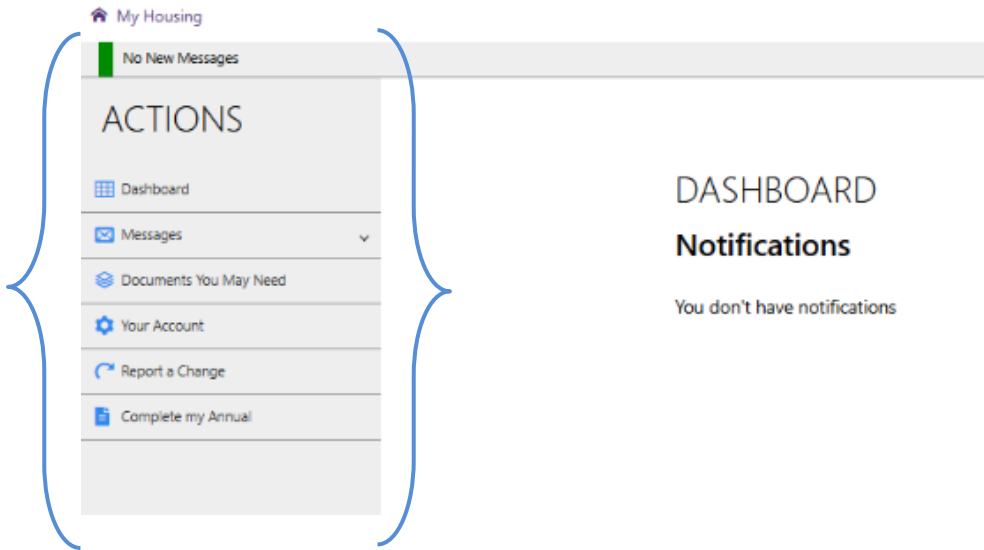 My Housing
No New Messages
ACTIONS
Dashboard
Messages
Documents You May Need
Your Account
Report a Change
Complete my Annual
DASHBOARD
Notifications
You don't have notifications